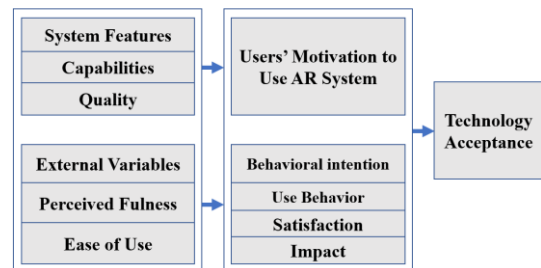 System Features
Capabilities
Quality
Users' Motivation to
Use AR System
External Variables
Perceived Fulness
Ease of Use
Behavioral intention
Use Behavior
Satisfaction
Impact
Technology
Acceptance